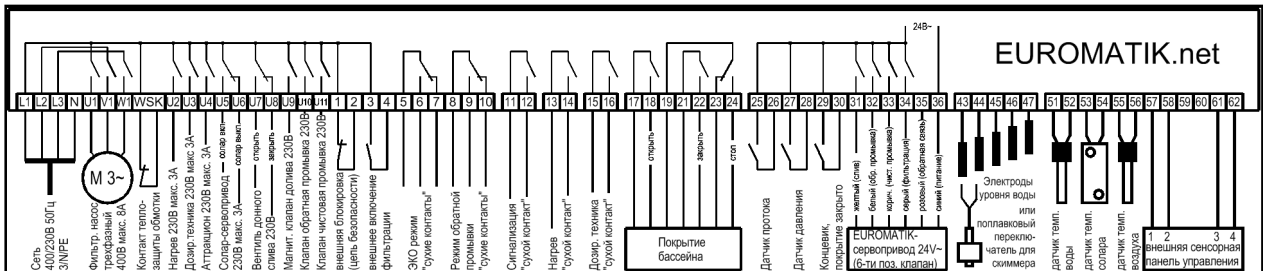 24В~
EUROMATIK.net
L1 L2 L3 N U1 V1 W1 WSK U2 U3 U4 U5 U6 U7 U8 U9 U10 U11 1 2 3 4 5 6 7 8 9 10 11 12 13 14 15 16 17 18 19 20 21 22 23 24 25 26 27 28 29 30 31 32 33 34 35 36 43 44 45 46 47 51 52 53 54 55 56 57 58 59 60 61 62
Сеть
400/230В 50Гц
3/N/PE
M 3~
Фильтр. насос
трехфазный
400В макс. 8А
Контакт тепло-
защиты обмотки
Нагрев 230В макс. 3А
Дозир.техника 230В макс 3А
Аттракцион 230В макс. 3А
Солар-сервопривод
230В макс. 3А
солар вкл
солар выкл.
Вентиль донного
слива 230В
открыть
закрыть
Магнит. клапан долива 230В
Клапан обратная промывка 230В
Клапан чистовая промывка 230В
внешняя блокировка
(цепь безопасности)
внешнее включение
фильтрации
ЭКО режим
"сухие контакты"
Режим обратной
промывки
"сухие контакты"
Сигнализация
"сухой контакт"
Нагрев
"сухой контакт"
Дозир. техника
"сухой контакт"
открыть
закрыть
стоп
Покрытие
бассейна
Датчик протока
Датчик давления
Концевик,
покрытие закрыто
желтый (слив)
белый (обр. промывка)
корич. (чист. промывка)
серый (фильтрация)
розовый (обратная связь)
синий (питание)
EUROMATIK-
сервопривод 24V~
(6-ти поз. клапан)
Электроды
уровня воды
или
поплавковый
переклю-
чатель для
скиммера
датчик темп.
воды
датчик темп.
солара
датчик темп.
воздуха
1 2 3 4
внешняя сенсорная
панель управления